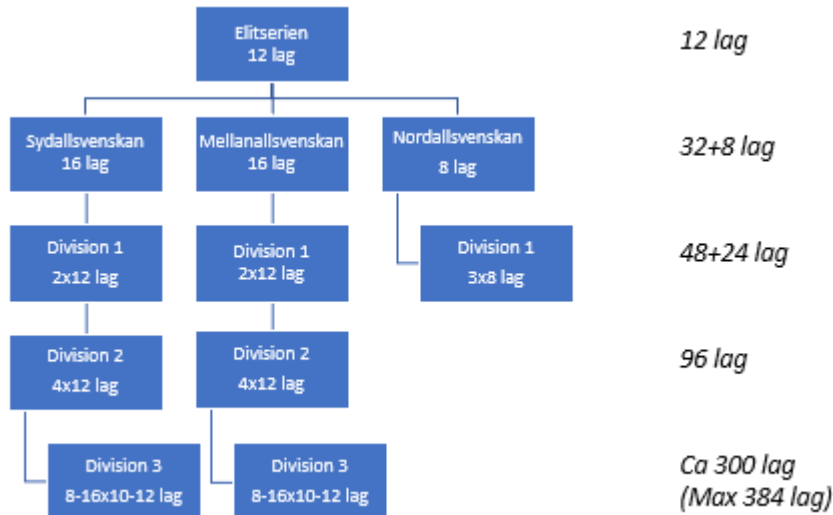 Elitserien
12 lag
12 lag
Sydallsvenskan
16 lag
Mellanallsvenskan
16 lag
Nordallsvenskan
8 lag
32+8 lag
Division 1
2x12 lag
Division 1
2x12 lag
Division 1
3x8 lag
48+24 lag
Division 2
4x12 lag
Division 2
4x12 lag
96 lag
Division 3
8-16x10-12 lag
Division 3
8-16x10-12 lag
Ca 300 lag
(Max 384 lag)